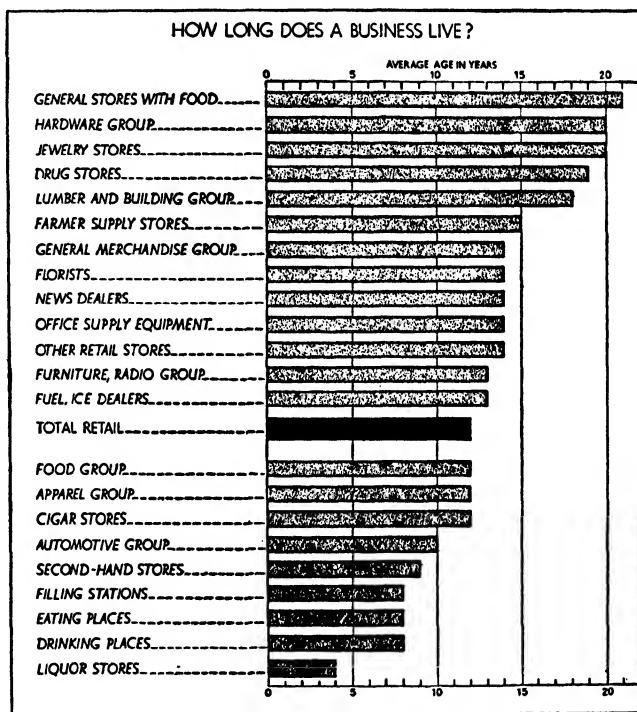 HOW LONG DOES A BUSINESS LIVE?
AVERAGE AGE IN YEARS
0 5 10 15 20
GENERAL STORES WITH FOOD
HARDWARE GROUP
JEWELRY STORES
DRUG STORES
LUMBER AND BUILDING GROUP
FARMER SUPPLY STORES
GENERAL MERCHANDISE GROUP
FLORISTS
NEWS DEALERS
OFFICE SUPPLY EQUIPMENT
OTHER RETAIL STORES
FURNITURE, RADIO GROUP
FUEL, ICE DEALERS
TOTAL RETAIL
FOOD GROUP
APPAREL GROUP
CIGAR STORES
AUTOMOTIVE GROUP
SECOND-HAND STORES
FILLING STATIONS
EATING PLACES
DRINKING PLACES
LIQUOR STORES
0 5 10 15 20